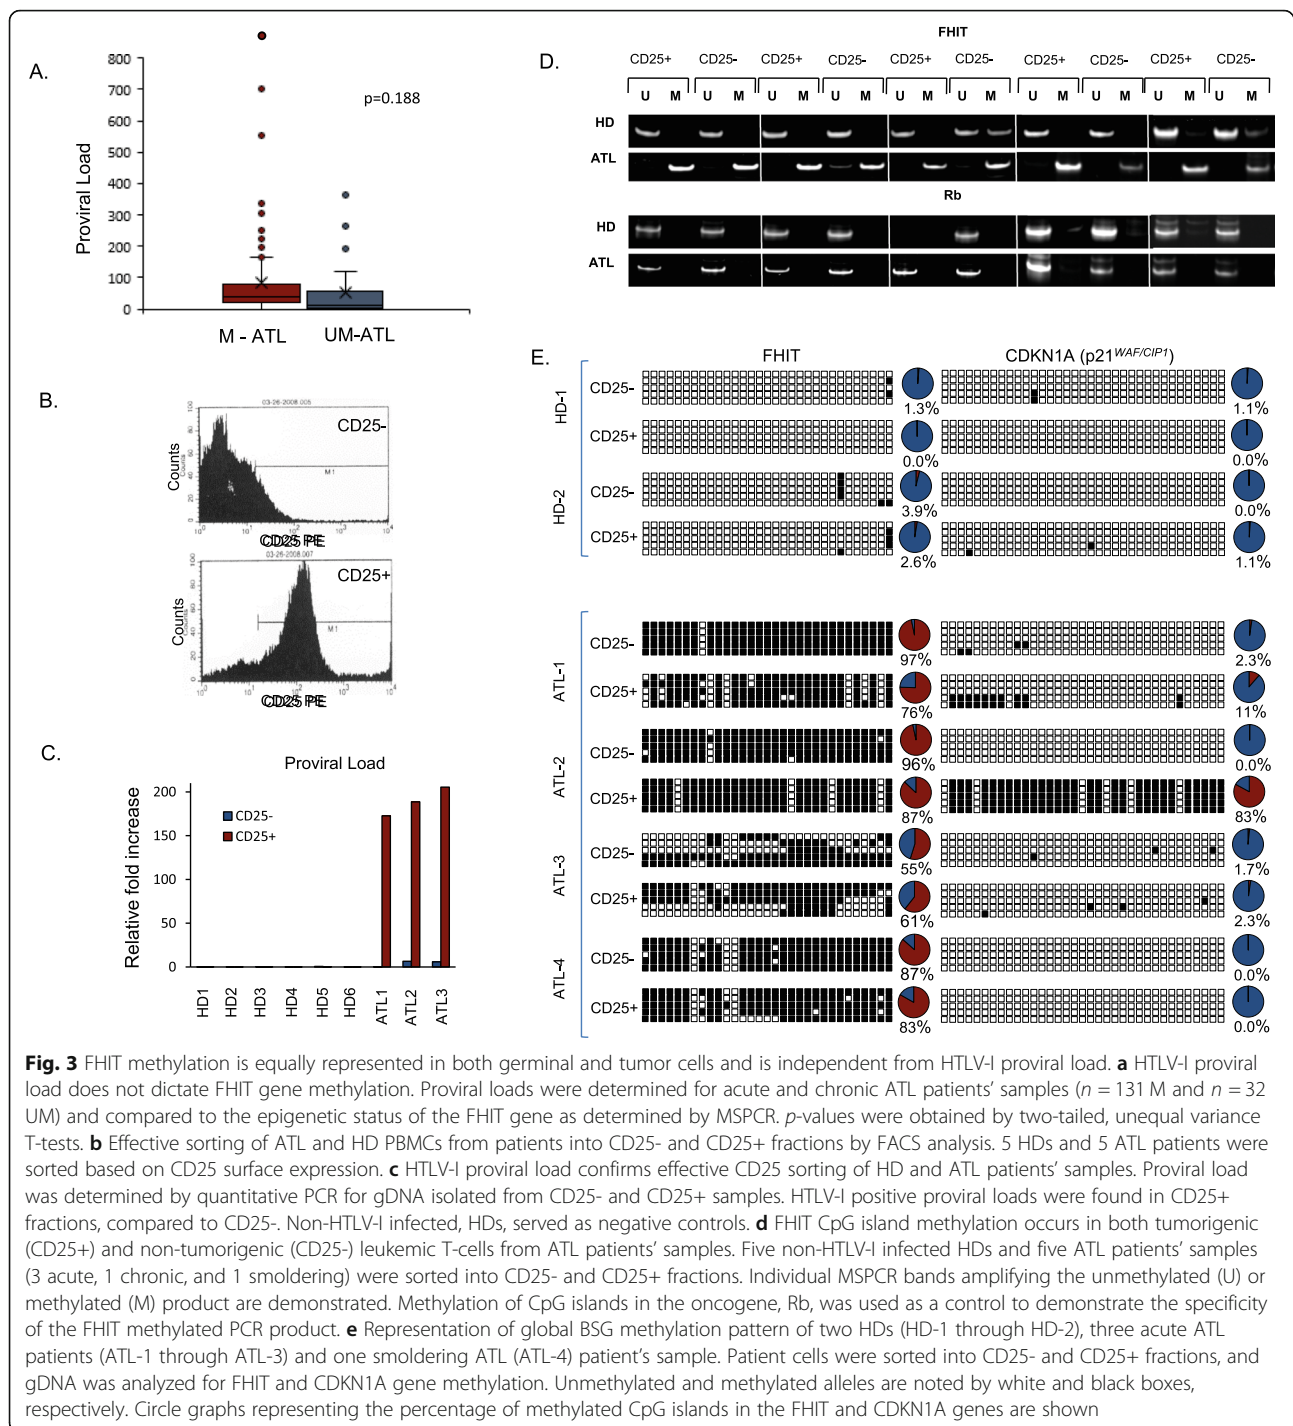 A.
800
700
600
500
400
300
200
100
0
Proviral Load
p=0.188
M - ATL
UM-ATL
B.
03-26-2008.005
CD25-
M1
Counts
CD25 PE
03-26-2008.007
CD25+
M1
Counts
CD25 PE
C.
Proviral Load
Relative fold increase
200
150
100
50
0
CD25-
CD25+
HD1
HD2
HD3
HD4
HD5
HD6
ATL1
ATL2
ATL3
D.
FHIT
CD25+ CD25- CD25+ CD25- CD25+ CD25- CD25+ CD25- CD25+ CD25-
U M U M U M U M U M U M U M U M U M U M
HD
ATL
Rb
HD
ATL
E.
FHIT CDKN1A (p21WAF/CIP1)
HD-1
CD25- 1.3% 1.1%
CD25+ 0.0% 0.0%
HD-2
CD25- 3.9% 0.0%
CD25+ 2.6% 1.1%
ATL-1
CD25- 97% 2.3%
CD25+ 76% 11%
ATL-2
CD25- 96% 0.0%
CD25+ 87% 83%
ATL-3
CD25- 55% 1.7%
CD25+ 61% 2.3%
ATL-4
CD25- 87% 0.0%
CD25+ 83% 0.0%
Fig. 3 FHIT methylation is equally represented in both germinal and tumor cells and is independent from HTLV-I proviral load. a HTLV-I proviral
load does not dictate FHIT gene methylation. Proviral loads were determined for acute and chronic ATL patients' samples (n = 131 M and n = 32
UM) and compared to the epigenetic status of the FHIT gene as determined by MSPCR. p-values were obtained by two-tailed, unequal variance
T-tests. b Effective sorting of ATL and HD PBMCs from patients into CD25- and CD25+ fractions by FACS analysis. 5 HDs and 5 ATL patients were
sorted based on CD25 surface expression. c HTLV-I proviral load confirms effective CD25 sorting of HD and ATL patients' samples. Proviral load
was determined by quantitative PCR for gDNA isolated from CD25- and CD25+ samples. HTLV-I positive proviral loads were found in CD25+
fractions, compared to CD25-. Non-HTLV-I infected, HDs, served as negative controls. d FHIT CpG island methylation occurs in both tumorigenic
(CD25+) and non-tumorigenic (CD25-) leukemic T-cells from ATL patients' samples. Five non-HTLV-I infected HDs and five ATL patients' samples
(3 acute, 1 chronic, and 1 smoldering) were sorted into CD25- and CD25+ fractions. Individual MSPCR bands amplifying the unmethylated (U) or
methylated (M) product are demonstrated. Methylation of CpG islands in the oncogene, Rb, was used as a control to demonstrate the specificity
of the FHIT methylated PCR product. e Representation of global BSG methylation pattern of two HDs (HD-1 through HD-2), three acute ATL
patients (ATL-1 through ATL-3) and one smoldering ATL (ATL-4) patient's sample. Patient cells were sorted into CD25- and CD25+ fractions, and
gDNA was analyzed for FHIT and CDKN1A gene methylation. Unmethylated and methylated alleles are noted by white and black boxes,
respectively. Circle graphs representing the percentage of methylated CpG islands in the FHIT and CDKN1A genes are shown